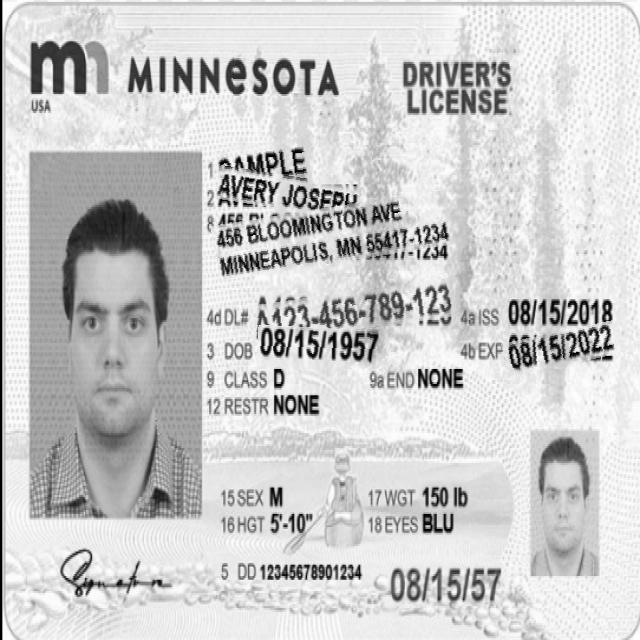 MINNESOTA
DRIVER'S
LICENSE
USA
1 SAMPLE
2 AVERY JOSEPH
8 456 BLOOMINGTON AVE
MINNEAPOLIS, MN 55417-1234
4d DL# A123-456-789-123
4a ISS 08/15/2018
3 DOB 08/15/1957
4b EXP 08/15/2022
9 CLASS D
9a END NONE
12 RESTR NONE
15 SEX M
17 WGT 150 lb
16 HGT 5'-10"
18 EYES BLU
Signature
5 DD 12345678901234
08/15/57